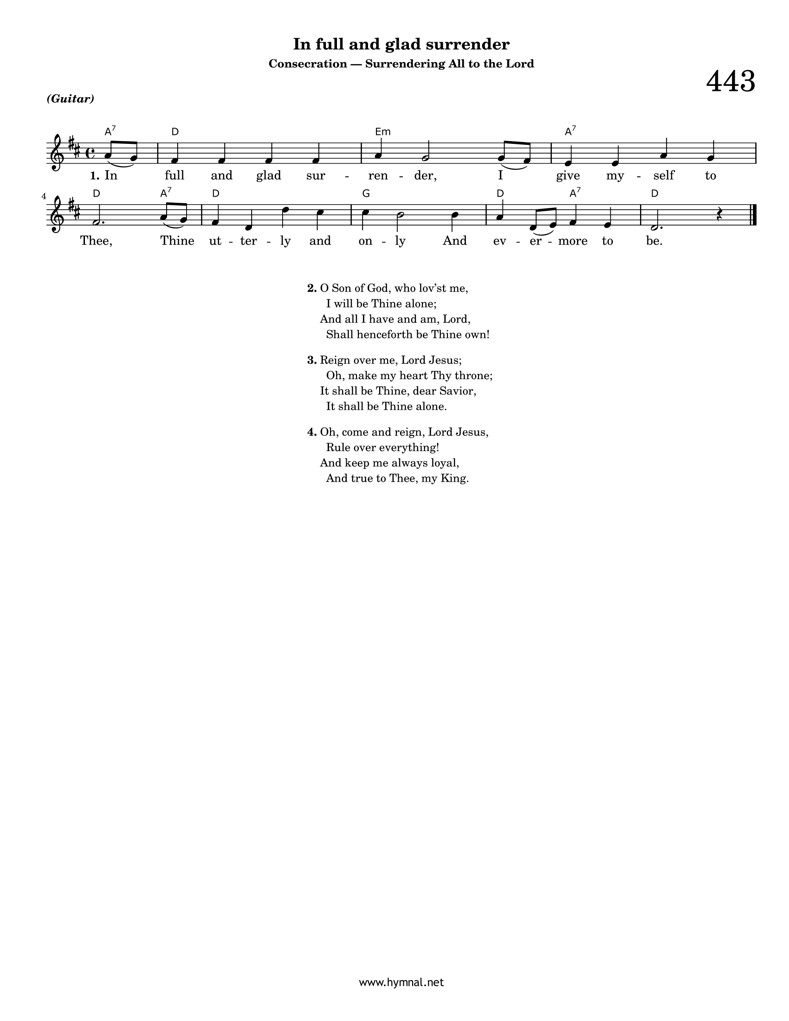 In full and glad surrender
Consecration — Surrendering All to the Lord
443
(Guitar)
A7 D Em A7
1. In full and glad sur - ren - der, I give my - self to
4 D A7 D G D A7 D
Thee, Thine ut - ter - ly and on - ly And ev - er - more to be.
2. O Son of God, who lov'st me,
I will be Thine alone;
And all I have and am, Lord,
Shall henceforth be Thine own!
3. Reign over me, Lord Jesus;
Oh, make my heart Thy throne;
It shall be Thine, dear Savior,
It shall be Thine alone.
4. Oh, come and reign, Lord Jesus,
Rule over everything!
And keep me always loyal,
And true to Thee, my King.
www.hymnal.net